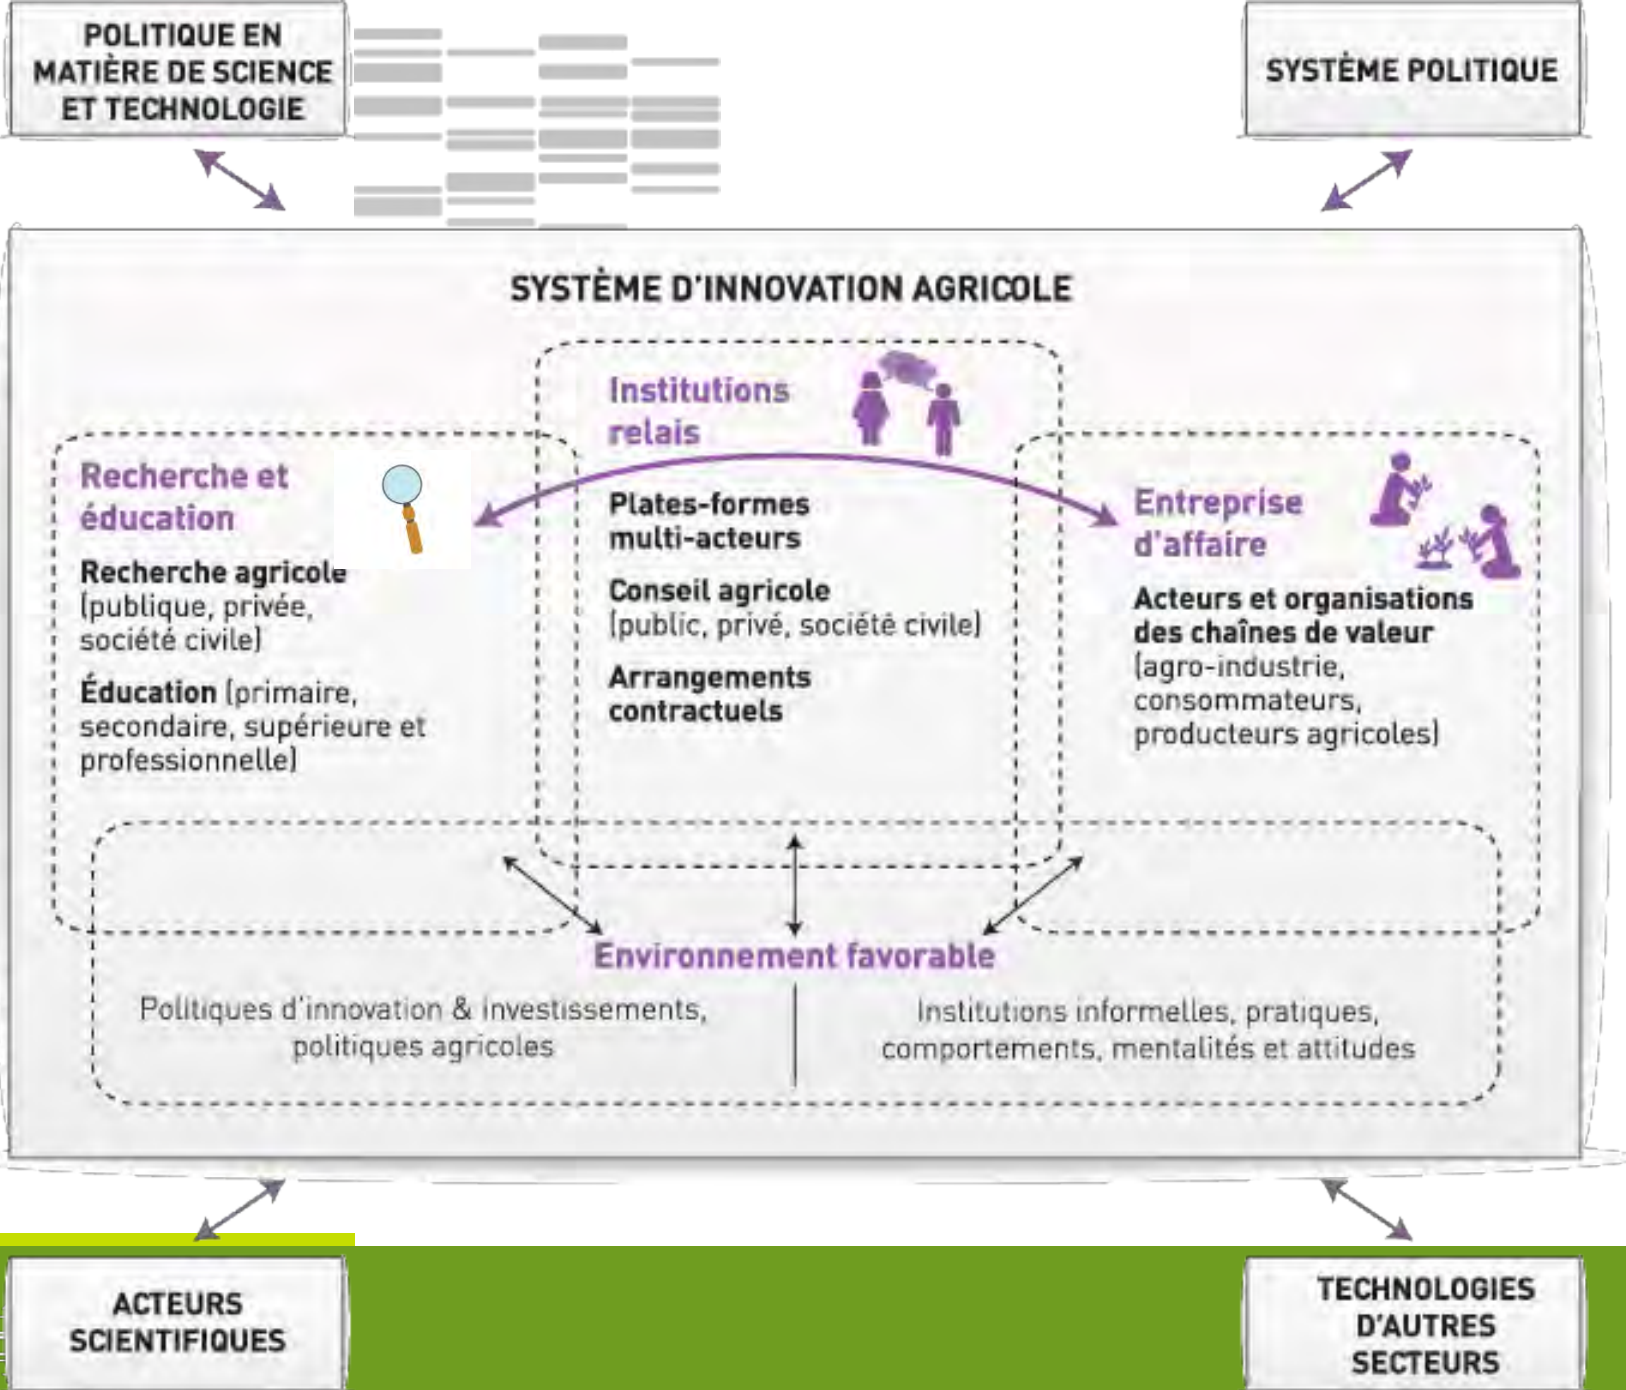 POLITIQUE EN
MATIÈRE DE SCIENCE
ET TECHNOLOGIE
SYSTÈME POLITIQUE
SYSTÈME D'INNOVATION AGRICOLE
Institutions
relais
Plates-formes
multi-acteurs
Conseil agricole
(public, privé, société civile)
Arrangements
contractuels
Recherche et
éducation
Recherche agricole
(publique, privée,
société civile)
Éducation (primaire,
secondaire, supérieure et
professionnelle)
Entreprise
d'affaire
Acteurs et organisations
des chaînes de valeur
(agro-industrie,
consommateurs,
producteurs agricoles)
Environnement favorable
Politiques d'innovation & investissements,
politiques agricoles
Institutions informelles, pratiques,
comportements, mentalités et attitudes
ACTEURS
SCIENTIFIQUES
TECHNOLOGIES
D'AUTRES
SECTEURS